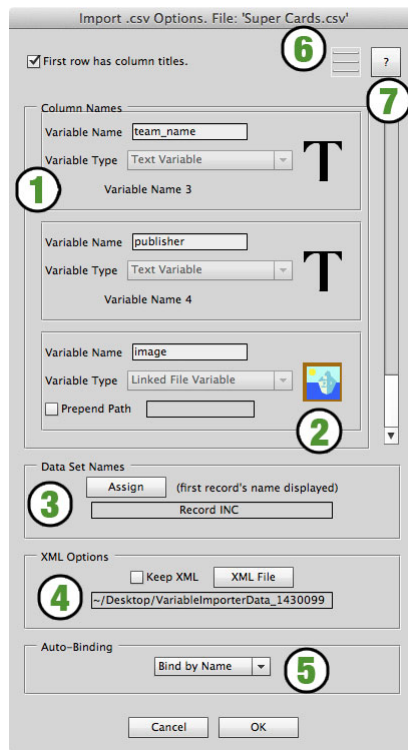 Import .csv Options. File: 'Super Cards.csv'
6
First row has column titles.
?
7
Column Names
Variable Name team_name
1
Variable Type Text Variable
T
Variable Name 3
Variable Name publisher
Variable Type Text Variable
T
Variable Name 4
Variable Name image
Variable Type Linked File Variable
Prepend Path
2
Data Set Names
3
Assign (first record's name displayed)
Record INC
XML Options
4
Keep XML XML File
~/Desktop/VariableImporterData_1430099
Auto-Binding
Bind by Name
5
Cancel OK